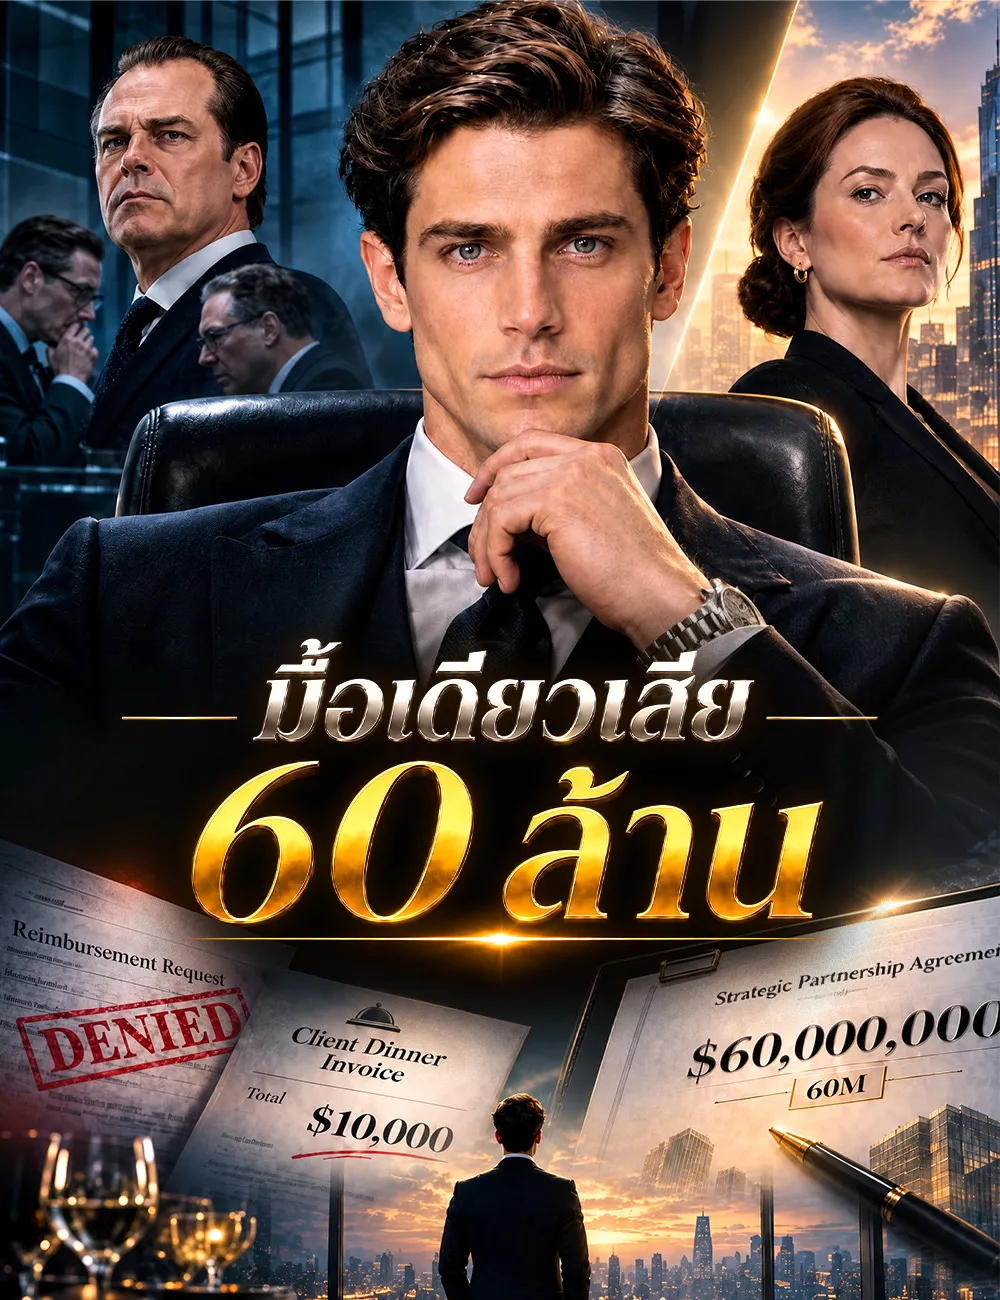 มื้อเดียวเสีย
60 ล้าน
Reimbursement Request
DENIED
Client Dinner
Invoice
Total
$10,000
Strategic Partnership
$60,000,000
60M